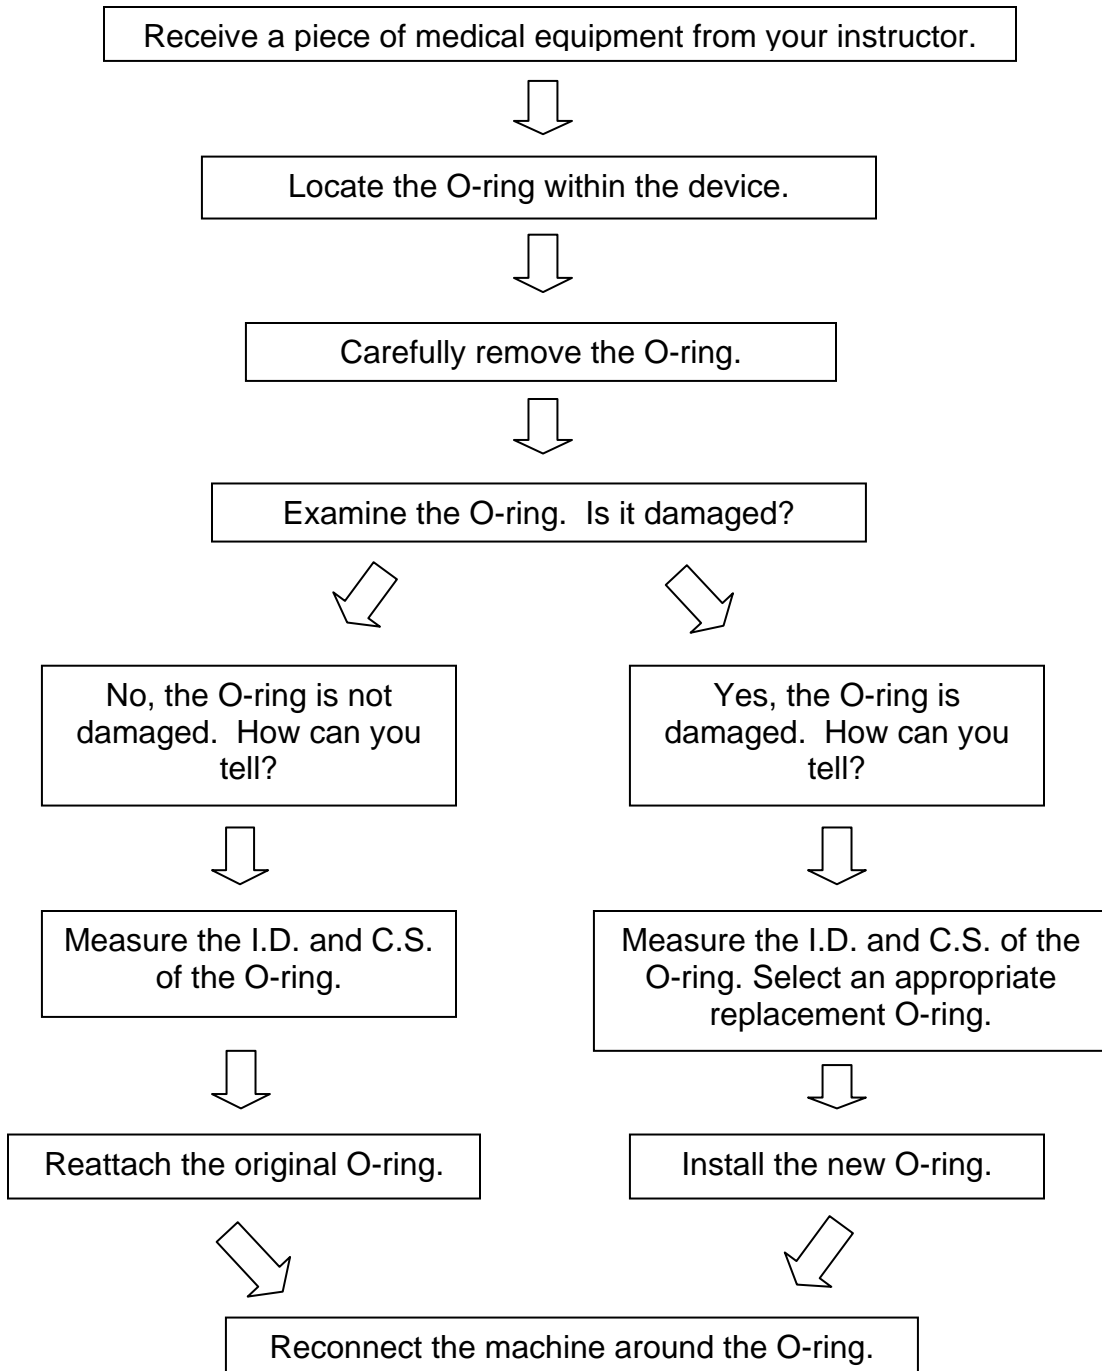 Receive a piece of medical equipment from your instructor.
Locate the O-ring within the device.
Carefully remove the O-ring.
Examine the O-ring.  Is it damaged?
No, the O-ring is not
damaged.  How can you
tell?
Yes, the O-ring is
damaged.  How can you
tell?
Measure the I.D. and C.S.
of the O-ring.
Measure the I.D. and C.S. of the
O-ring. Select an appropriate
replacement O-ring.
Reattach the original O-ring.
Install the new O-ring.
Reconnect the machine around the O-ring.